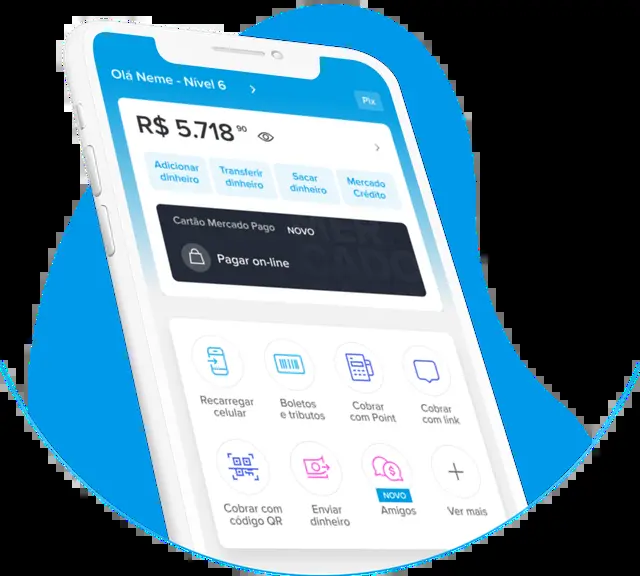 Olá Neme - Nível 6
Pix
R$ 5.718 90
Adicionar
dinheiro
Transferir
dinheiro
Sacar
dinheiro
Mercado
Crédito
Cartão Mercado Pago NOVO
Pagar on-line
Recarregar
celular
Boletos
e tributos
Cobrar
com Point
Cobrar
com link
Cobrar com
código QR
Enviar
dinheiro
NOVO
Amigos
Ver mais